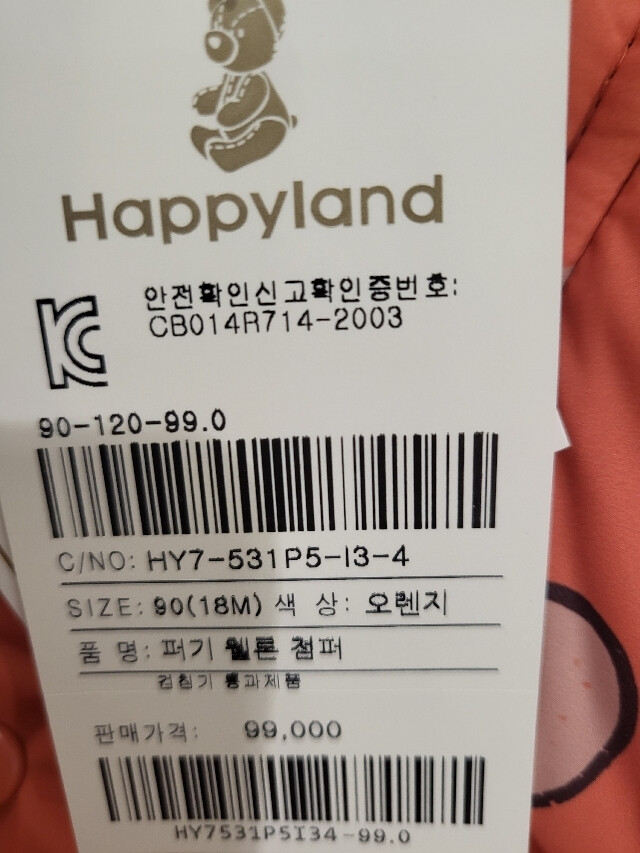 Happyland
안전확인신고확인증번호:
CB014R714-2003
90-120-99.0
C/NO: HY7-531P5-I3-4
SIZE: 90(18M) 색 상: 오렌지
품 명: 퍼기 웰론 점퍼
검침기 통과제품
판매가격: 99,000
HY7531P5I34-99.0